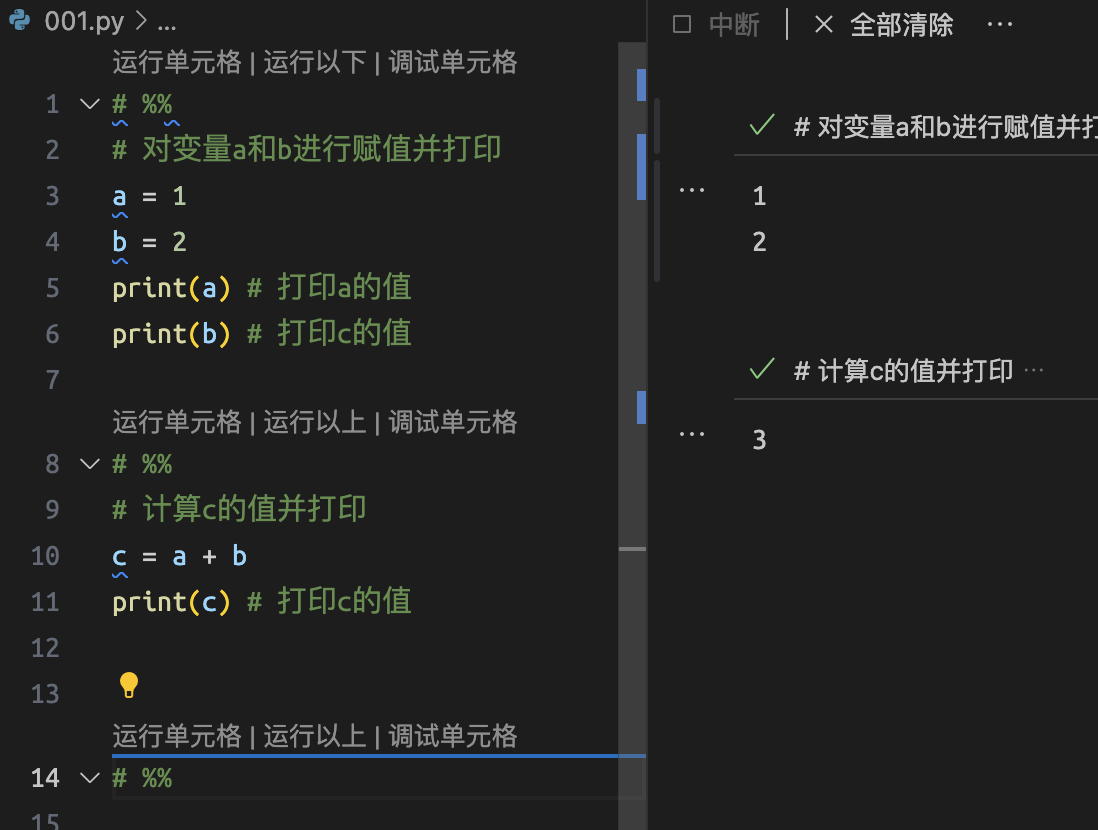 001.py > ...
运行单元格 | 运行以下 | 调试单元格
1 # %%
2 # 对变量a和b进行赋值并打印
3 a = 1
4 b = 2
5 print(a) # 打印a的值
6 print(b) # 打印c的值
7
运行单元格 | 运行以上 | 调试单元格
8 # %%
9 # 计算c的值并打印
10 c = a + b
11 print(c) # 打印c的值
12
13
运行单元格 | 运行以上 | 调试单元格
14 # %%
15
中断 | × 全部清除 ...
# 对变量a和b进行赋值并打
... 1
2
# 计算c的值并打印 ...
... 3